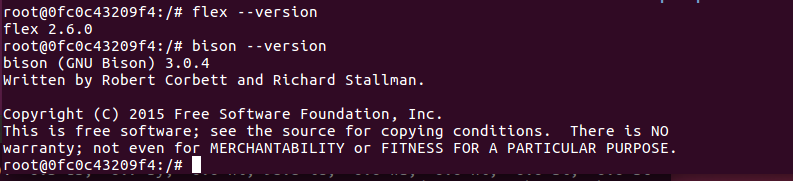 root@0fc0c43209f4:/# flex --version
flex 2.6.0
root@0fc0c43209f4:/# bison --version
bison (GNU Bison) 3.0.4
Written by Robert Corbett and Richard Stallman.
Copyright (C) 2015 Free Software Foundation, Inc.
This is free software; see the source for copying conditions.  There is NO
warranty; not even for MERCHANTABILITY or FITNESS FOR A PARTICULAR PURPOSE.
root@0fc0c43209f4:/#